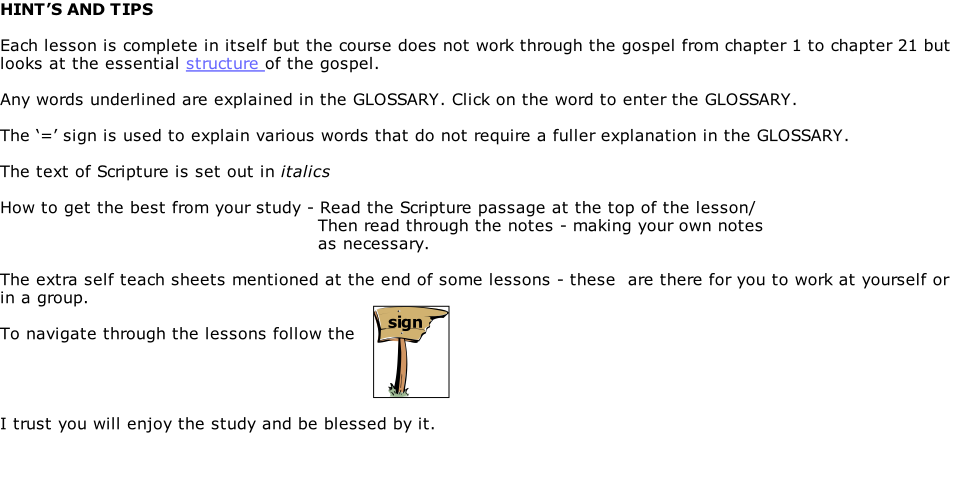 HINT’S AND TIPS
Each lesson is complete in itself but the course does not work through the gospel from chapter 1 to chapter 21 but
looks at the essential structure of the gospel.
Any words underlined are explained in the GLOSSARY. Click on the word to enter the GLOSSARY.
The ‘=’ sign is used to explain various words that do not require a fuller explanation in the GLOSSARY.
The text of Scripture is set out in italics
How to get the best from your study - Read the Scripture passage at the top of the lesson/
Then read through the notes - making your own notes
as necessary.
The extra self teach sheets mentioned at the end of some lessons - these  are there for you to work at yourself or
in a group.
To navigate through the lessons follow the
sign
I trust you will enjoy the study and be blessed by it.